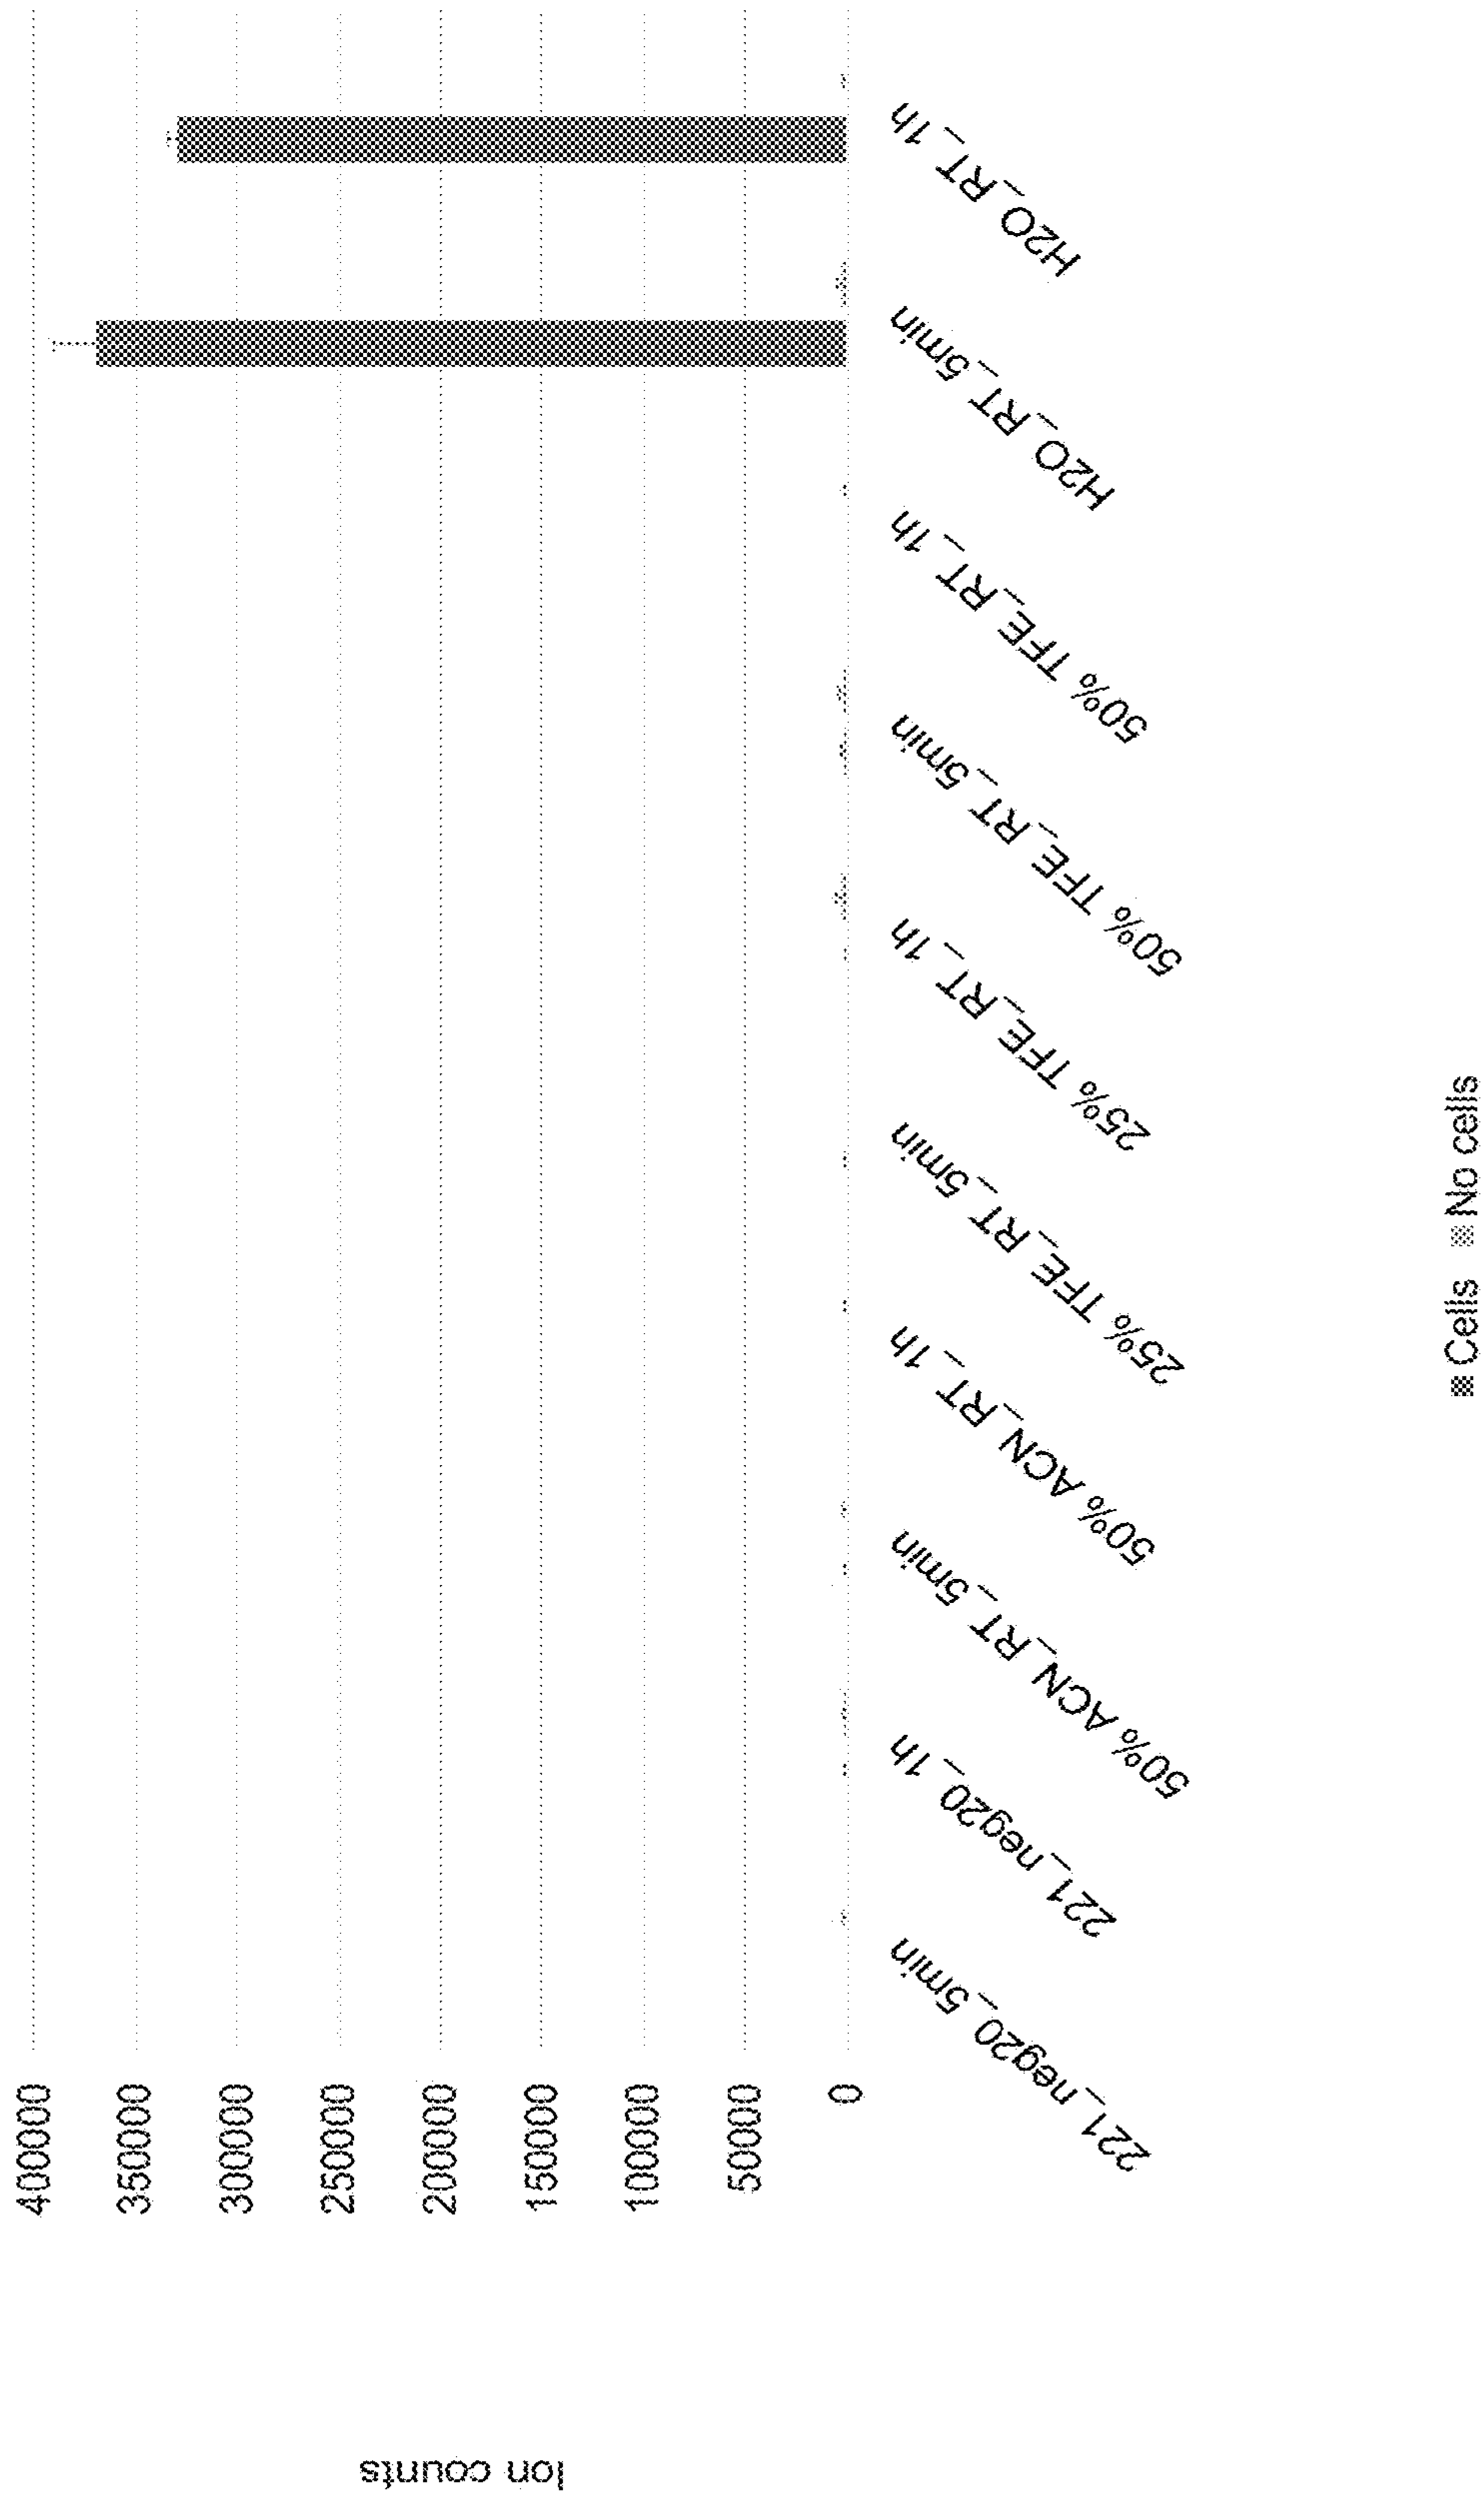 Ion counts
400000
350000
300000
250000
200000
150000
100000
50000
0
221_neg20_5min
221_neg20_1h
50% ACN_RT_5min
50% ACN_RT_1h
25% TFE_RT_5min
25% TFE_RT_1h
50% TFE_RT_5min
50% TFE_RT_1h
H2O_RT_5min
H2O_RT_1h
Cells No cells